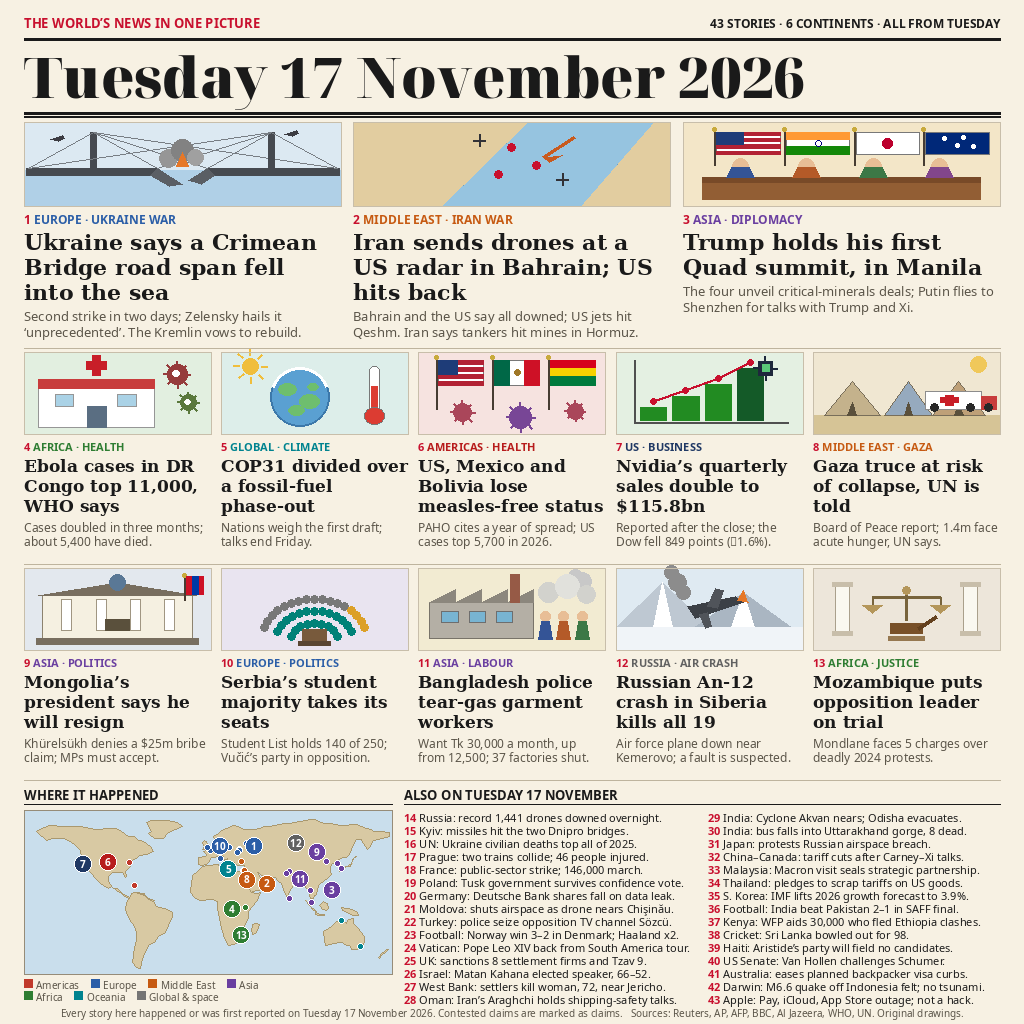 THE WORLD’S NEWS IN ONE PICTURE
43 STORIES · 6 CONTINENTS · ALL FROM TUESDAY
Tuesday 17 November 2026
1 EUROPE · UKRAINE WAR
Ukraine says a Crimean
Bridge road span fell
into the sea
Second strike in two days; Zelensky hails it
‘unprecedented’. The Kremlin vows to rebuild.
2 MIDDLE EAST · IRAN WAR
Iran sends drones at a
US radar in Bahrain; US
hits back
Bahrain and the US say all downed; US jets hit
Qeshm. Iran says tankers hit mines in Hormuz.
3 ASIA · DIPLOMACY
Trump holds his first
Quad summit, in Manila
The four unveil critical-minerals deals; Putin flies to
Shenzhen for talks with Trump and Xi.
4 AFRICA · HEALTH
Ebola cases in DR
Congo top 11,000,
WHO says
Cases doubled in three months;
about 5,400 have died.
5 GLOBAL · CLIMATE
COP31 divided over
a fossil-fuel
phase-out
Nations weigh the first draft;
talks end Friday.
6 AMERICAS · HEALTH
US, Mexico and
Bolivia lose
measles-free status
PAHO cites a year of spread; US
cases top 5,700 in 2026.
7 US · BUSINESS
Nvidia’s quarterly
sales double to
$115.8bn
Reported after the close; the
Dow fell 849 points (▯1.6%).
8 MIDDLE EAST · GAZA
Gaza truce at risk
of collapse, UN is
told
Board of Peace report; 1.4m face
acute hunger, UN says.
9 ASIA · POLITICS
Mongolia’s
president says he
will resign
Khürelsükh denies a $25m bribe
claim; MPs must accept.
10 EUROPE · POLITICS
Serbia’s student
majority takes its
seats
Student List holds 140 of 250;
Vučić’s party in opposition.
11 ASIA · LABOUR
Bangladesh police
tear-gas garment
workers
Want Tk 30,000 a month, up
from 12,500; 37 factories shut.
12 RUSSIA · AIR CRASH
Russian An-12
crash in Siberia
kills all 19
Air force plane down near
Kemerovo; a fault is suspected.
13 AFRICA · JUSTICE
Mozambique puts
opposition leader
on trial
Mondlane faces 5 charges over
deadly 2024 protests.
WHERE IT HAPPENED
7 6 10 1 12 9 5 8 2 11 3 4 13
Americas Europe Middle East Asia
Africa Oceania Global & space
ALSO ON TUESDAY 17 NOVEMBER
14 Russia: record 1,441 drones downed overnight.
15 Kyiv: missiles hit the two Dnipro bridges.
16 UN: Ukraine civilian deaths top all of 2025.
17 Prague: two trains collide; 46 people injured.
18 France: public-sector strike; 146,000 march.
19 Poland: Tusk government survives confidence vote.
20 Germany: Deutsche Bank shares fall on data leak.
21 Moldova: shuts airspace as drone nears Chişinău.
22 Turkey: police seize opposition TV channel Sözcü.
23 Football: Norway win 3–2 in Denmark; Haaland x2.
24 Vatican: Pope Leo XIV back from South America tour.
25 UK: sanctions 8 settlement firms and Tzav 9.
26 Israel: Matan Kahana elected speaker, 66–52.
27 West Bank: settlers kill woman, 72, near Jericho.
28 Oman: Iran’s Araghchi holds shipping-safety talks.
29 India: Cyclone Akvan nears; Odisha evacuates.
30 India: bus falls into Uttarakhand gorge, 8 dead.
31 Japan: protests Russian airspace breach.
32 China–Canada: tariff cuts after Carney–Xi talks.
33 Malaysia: Macron visit seals strategic partnership.
34 Thailand: pledges to scrap tariffs on US goods.
35 S. Korea: IMF lifts 2026 growth forecast to 3.9%.
36 Football: India beat Pakistan 2–1 in SAFF final.
37 Kenya: WFP aids 30,000 who fled Ethiopia clashes.
38 Cricket: Sri Lanka bowled out for 98.
39 Haiti: Aristide’s party will field no candidates.
40 US Senate: Van Hollen challenges Schumer.
41 Australia: eases planned backpacker visa curbs.
42 Darwin: M6.6 quake off Indonesia felt; no tsunami.
43 Apple: Pay, iCloud, App Store outage; not a hack.
Every story here happened or was first reported on Tuesday 17 November 2026. Contested claims are marked as claims. Sources: Reuters, AP, AFP, BBC, Al Jazeera, WHO, UN. Original drawings.